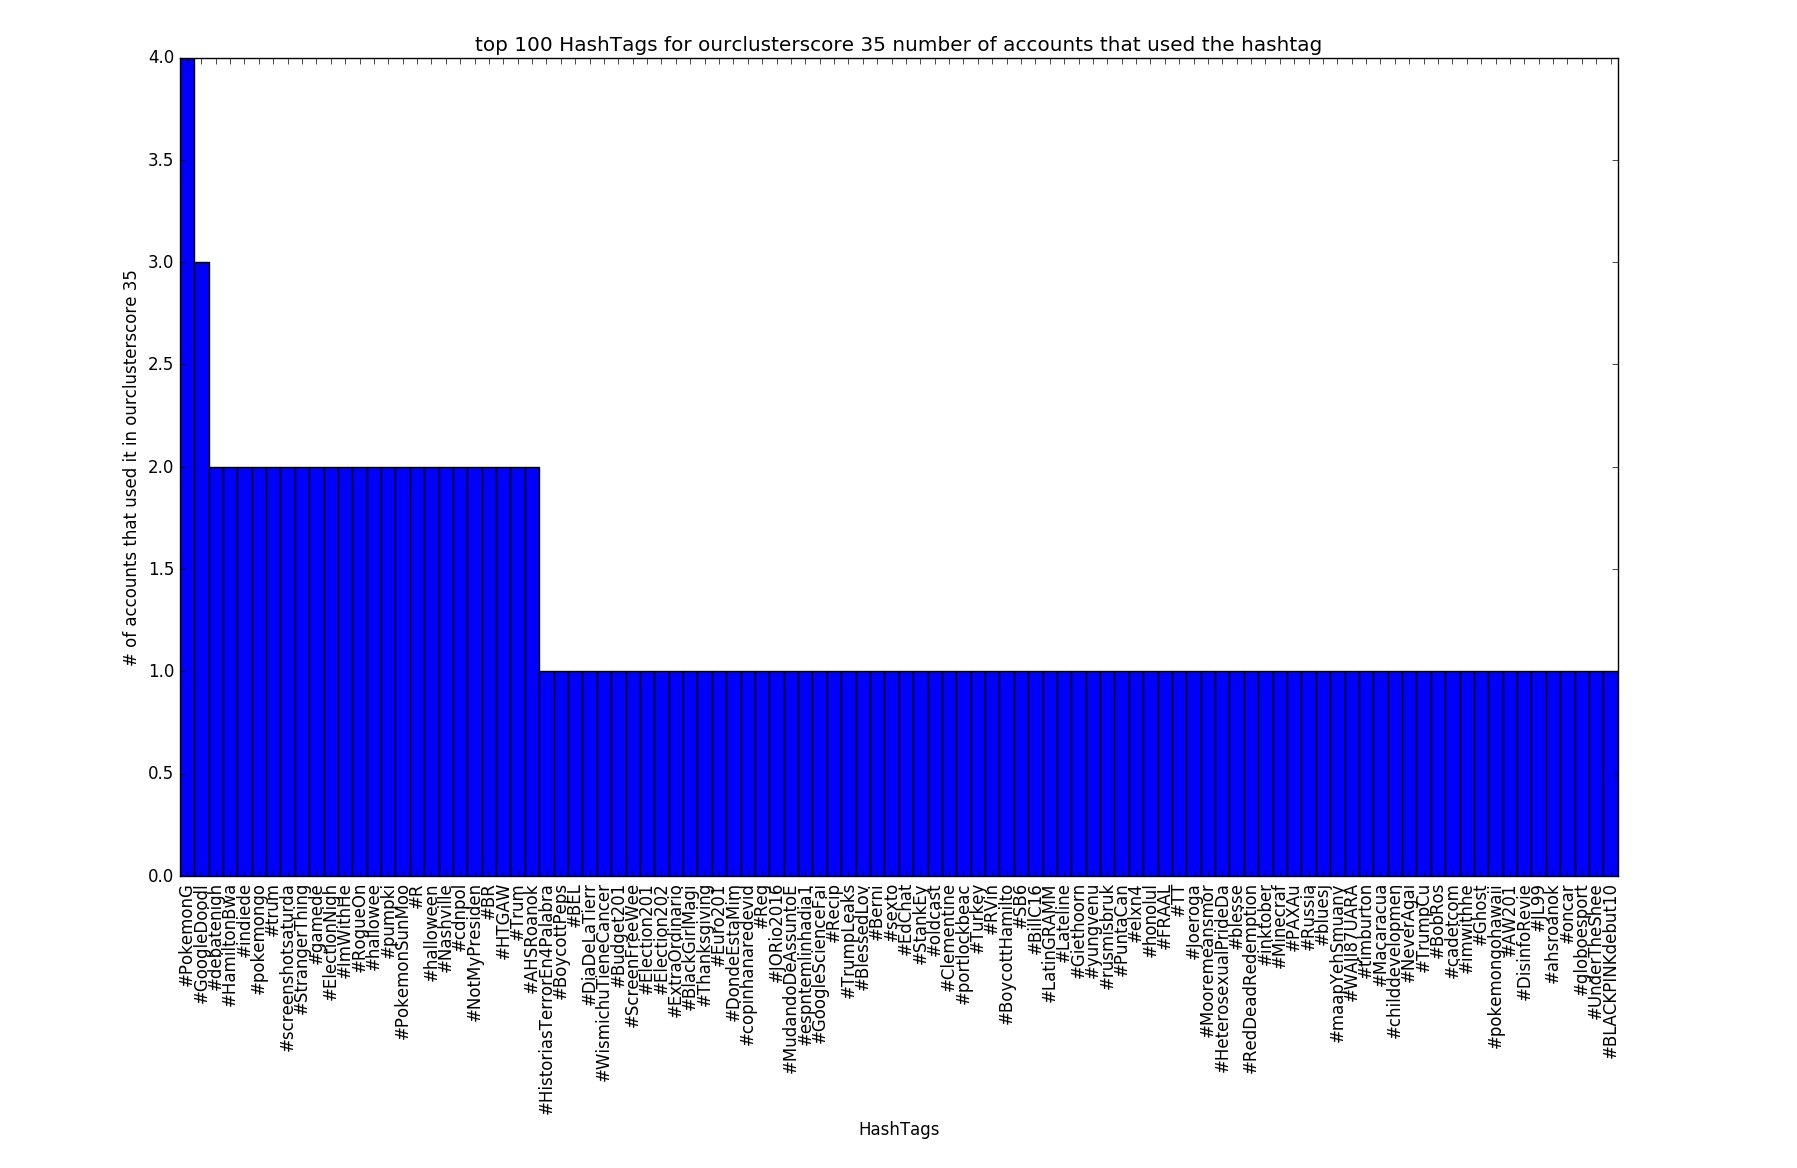 top 100 HashTags for ourclusterscore 35 number of accounts that used the hashtag
# of accounts that used it in ourclusterscore 35
4.0
3.5
3.0
2.5
2.0
1.5
1.0
0.5
0.0
#PokemonG
#GoogleDoodl
#debatenigh
#HamiltonBwa
#indiede
#pokemongo
#trum
#screenshotsaturda
#StrangerThing
#gamede
#ElectionNigh
#ImWithHe
#RogueOn
#hallowee
#pumpki
#PokemonSunMoo
#R
#halloween
#Nashville
#cdnpol
#NotMyPresiden
#BR
#HTGAW
#Trum
#AHSRoanok
#HistoriasTerrorEn4Palabra
#BoycottPeps
#BEL
#DiaDeLaTierr
#WismichuTieneCancer
#Budget201
#ScreenFreeWee
#Election201
#Election202
#ExtraOrdinario
#BlackGirlMagi
#Thanksgiving
#Euro201
#DondeEstaMim
#copinhanaredevid
#Reg
#JORio2016
#MudandoDeAssuntoE
#espntemlinhadia1
#GoogleScienceFai
#Recip
#TrumpLeaks
#BlessedLov
#Berni
#sexto
#EdChat
#StankEy
#oldcast
#Clementine
#portlockbeac
#Turkey
#RVin
#BoycottHamilto
#SB6
#BillC16
#LatinGRAMM
#Lateline
#Giethoorn
#yungvenu
#rusmisbruk
#PuntaCan
#elxi4
#honolul
#FRAAL
#TT
#Joeroga
#Mooremeansmor
#HeterosexualPrideDa
#blesse
#RedDeadRedemption
#inktober
#Minecraf
#PAXAu
#Russia
#bluesj
#maapYehSmuany
#WAJI87UARA
#timburton
#Macaracua
#childdevelopmen
#NeverAgai
#TrumpCu
#BobRos
#cadetcom
#imwithhe
#Ghost
#pokemongohawaii
#AW201
#DisinfoRevie
#JL99
#ahsroanok
#oncar
#globoesport
#UnderTheShee
#BLACKPINKdebut10
HashTags